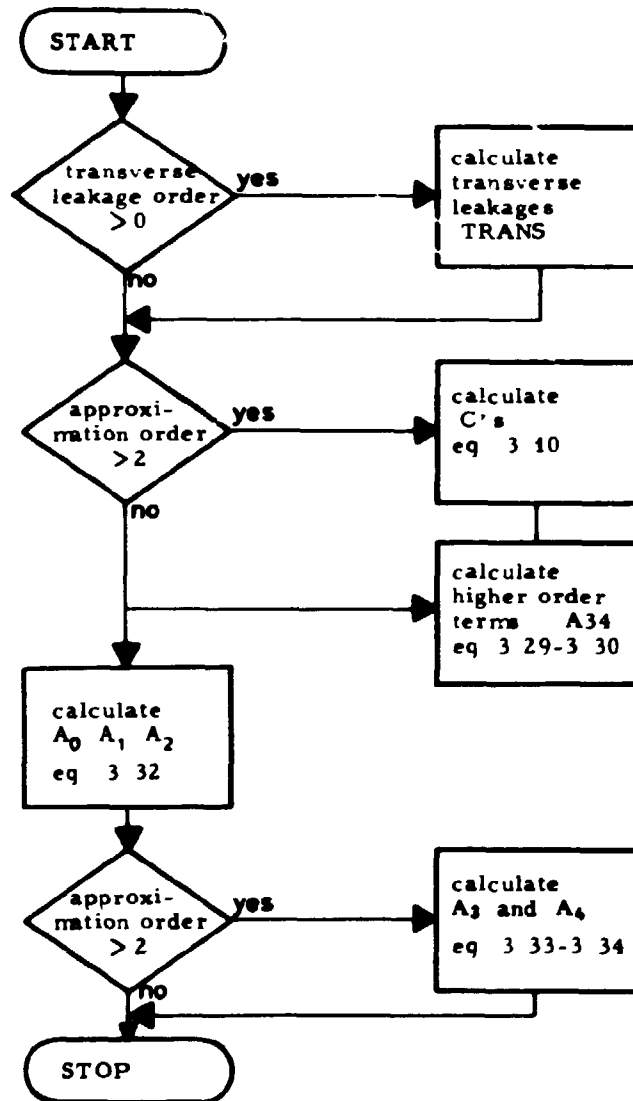 START
transverse
leakage order
> 0
yes
no
calculate
transverse
leakages
TRANS
approxi-
mation order
> 2
yes
no
calculate
C's
eq 3 10
calculate
higher order
terms A34
eq 3 29-3 30
calculate
A₀ A₁ A₂
eq 3 32
approxi-
mation order
> 2
yes
no
calculate
A₃ and A₄
eq 3 33-3 34
STOP